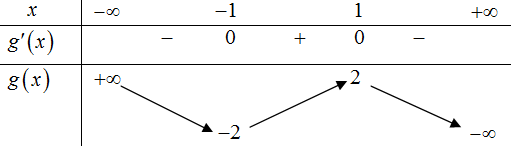 x −∞ −1 1 +∞
g′(x) − 0 + 0 −
g(x) +∞ 2
−2 −∞